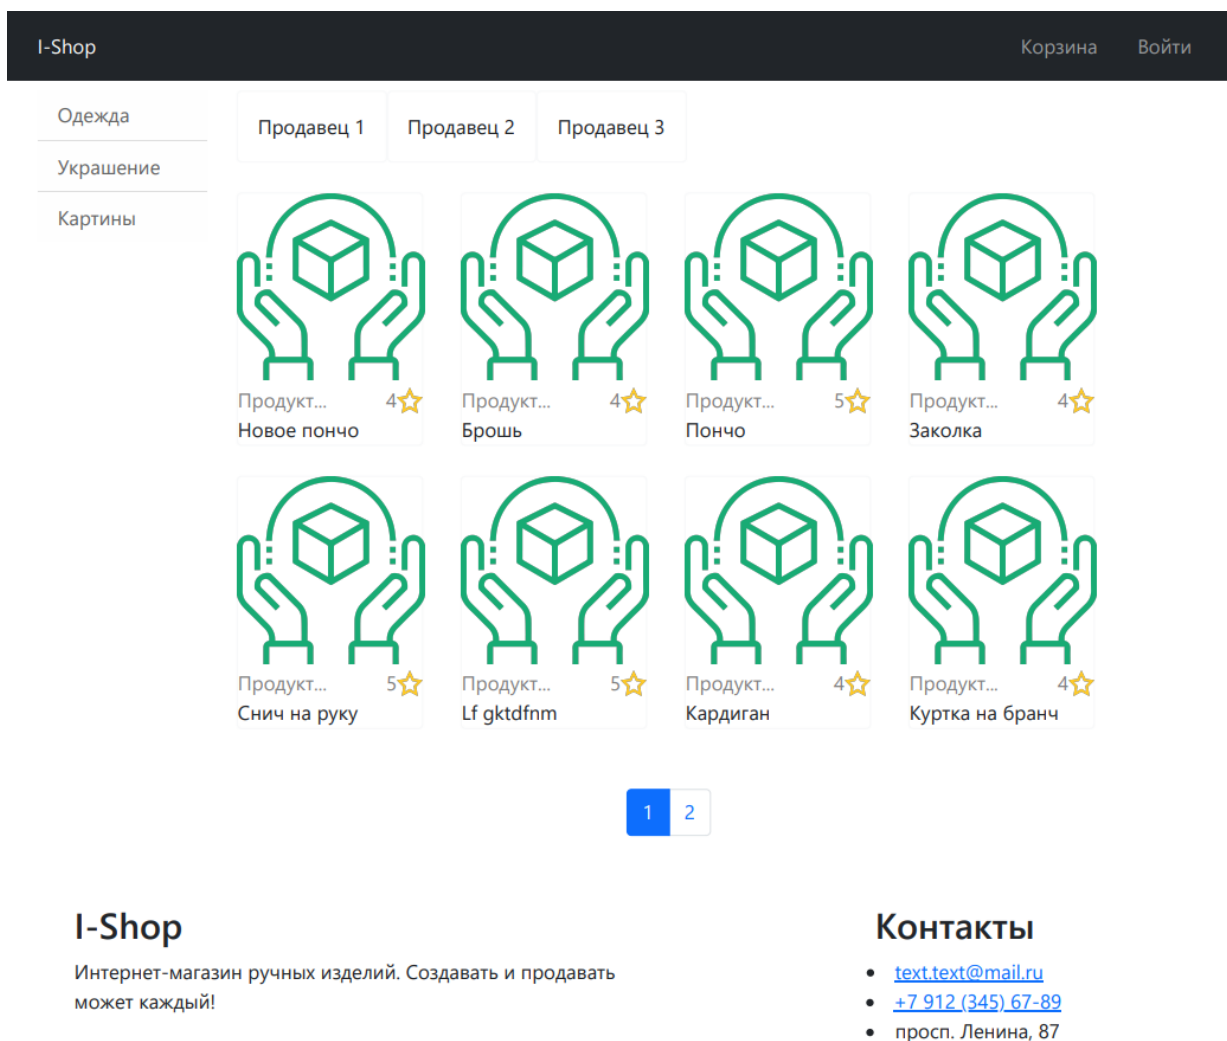 I-Shop Корзина Войти
Одежда
Украшение
Картины
Продавец 1 Продавец 2 Продавец 3
Продукт... 4 Продукт... 4 Продукт... 5 Продукт... 4
Новое пончо Брошь Пончо Заколка
Продукт... 5 Продукт... 5 Продукт... 4 Продукт... 4
Снич на руку Lf gktdfnm Кардиган Куртка на бранч
1 2
I-Shop
Интернет-магазин ручных изделий. Создавать и продавать
может каждый!
Контакты
text.text@mail.ru
+7 912 (345) 67-89
просп. Ленина, 87